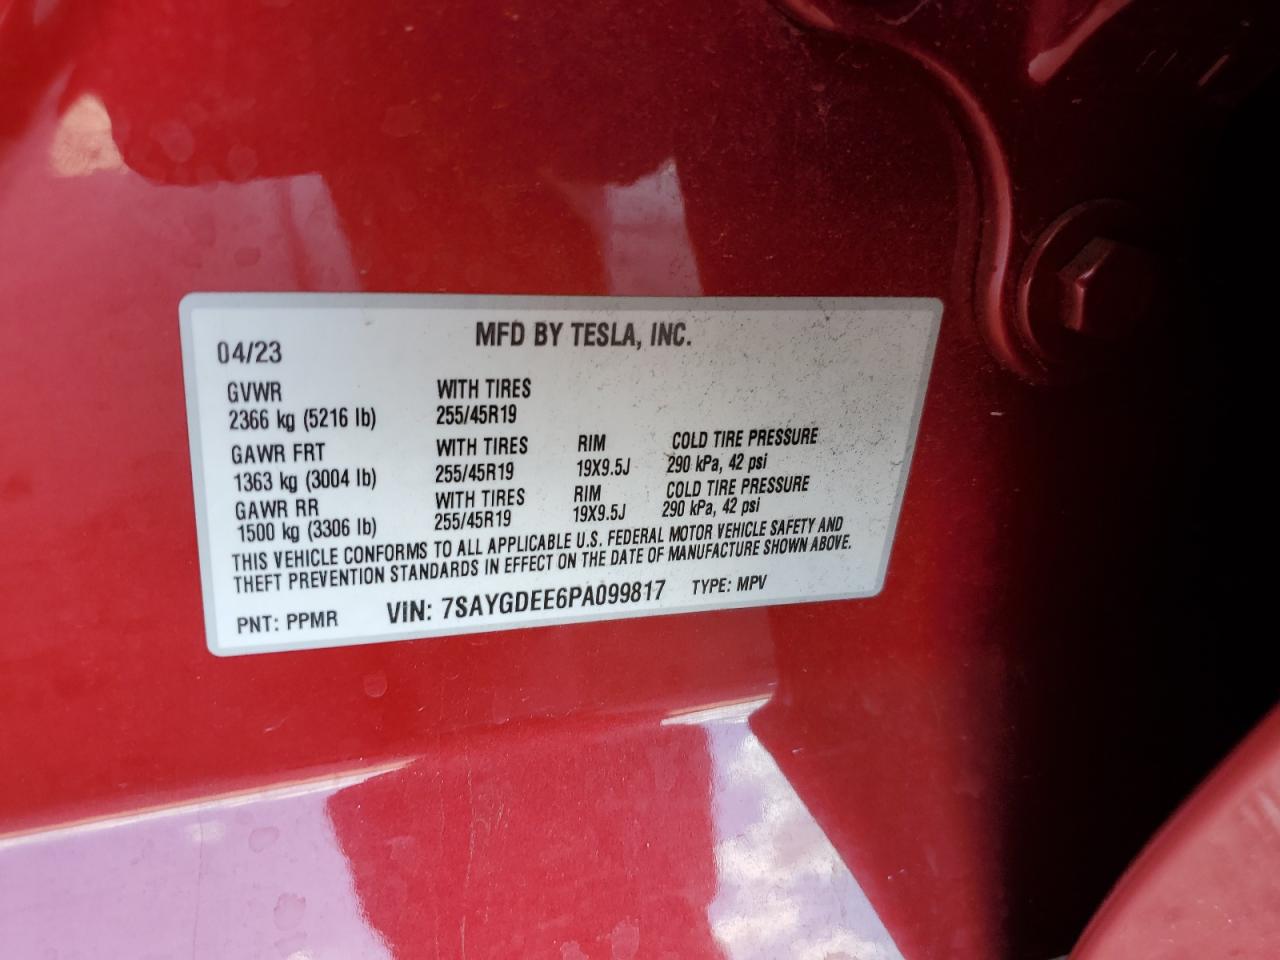 MFD BY TESLA, INC.
04/23
GVWR WITH TIRES
2366 kg (5216 lb) 255/45R19
GAWR FRT WITH TIRES RIM COLD TIRE PRESSURE
1363 kg (3004 lb) 255/45R19 19X9.5J 290 kPa, 42 psi
GAWR RR WITH TIRES RIM COLD TIRE PRESSURE
1500 kg (3306 lb) 255/45R19 19X9.5J 290 kPa, 42 psi
THIS VEHICLE CONFORMS TO ALL APPLICABLE U.S. FEDERAL MOTOR VEHICLE SAFETY AND
THEFT PREVENTION STANDARDS IN EFFECT ON THE DATE OF MANUFACTURE SHOWN ABOVE.
PNT: PPMR VIN: 7SAYGDEE6PA099817 TYPE: MPV